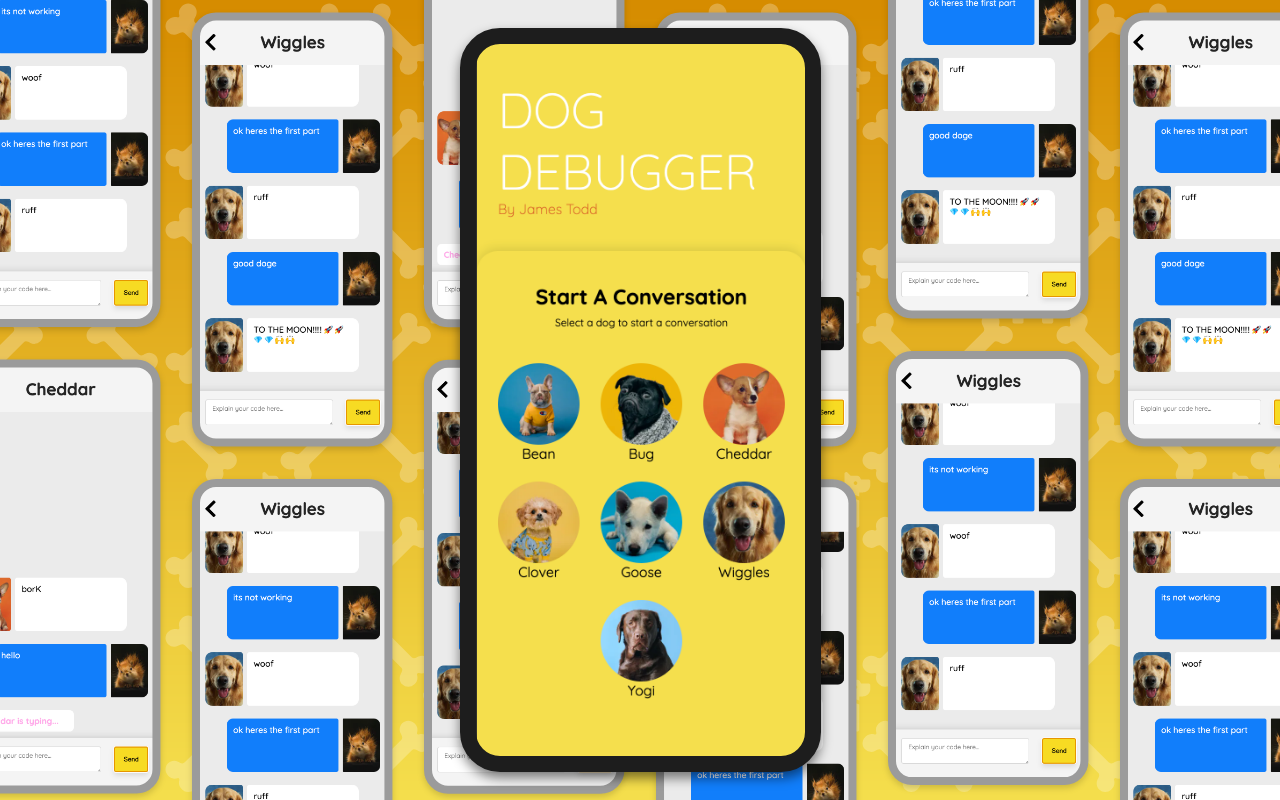 its not working
woof
ok heres the first part
ruff
your code here...
Send
Cheddar
borK
hello
dar is typing...
Send
Wiggles
woof
ok heres the first part
ruff
good doge
TO THE MOON!!!! 🚀 🚀
💎 💎 🙌 🙌
Explain your code here...
Send
Wiggles
woof
its not working
woof
ok heres the first part
ruff
Che
Expla
Expla
DOG
DEBUGGER
By James Todd
Start A Conversation
Select a dog to start a conversation
Bean
Bug
Cheddar
Clover
Goose
Wiggles
Yogi
Send
ok heres the first part
ok heres the first part
ruff
good doge
TO THE MOON!!!! 🚀 🚀
💎 💎 🙌 🙌
Explain your code here...
Send
Wiggles
woof
its not working
woof
ok heres the first part
ruff
Explain your code here...
Send
Wiggles
woof
ok heres the first part
ruff
good doge
TO THE MOON!!!! 🚀 🚀
💎 💎 🙌 🙌
Explain your code here...
Wiggles
woof
its not working
woof
ok heres the first part
ruff